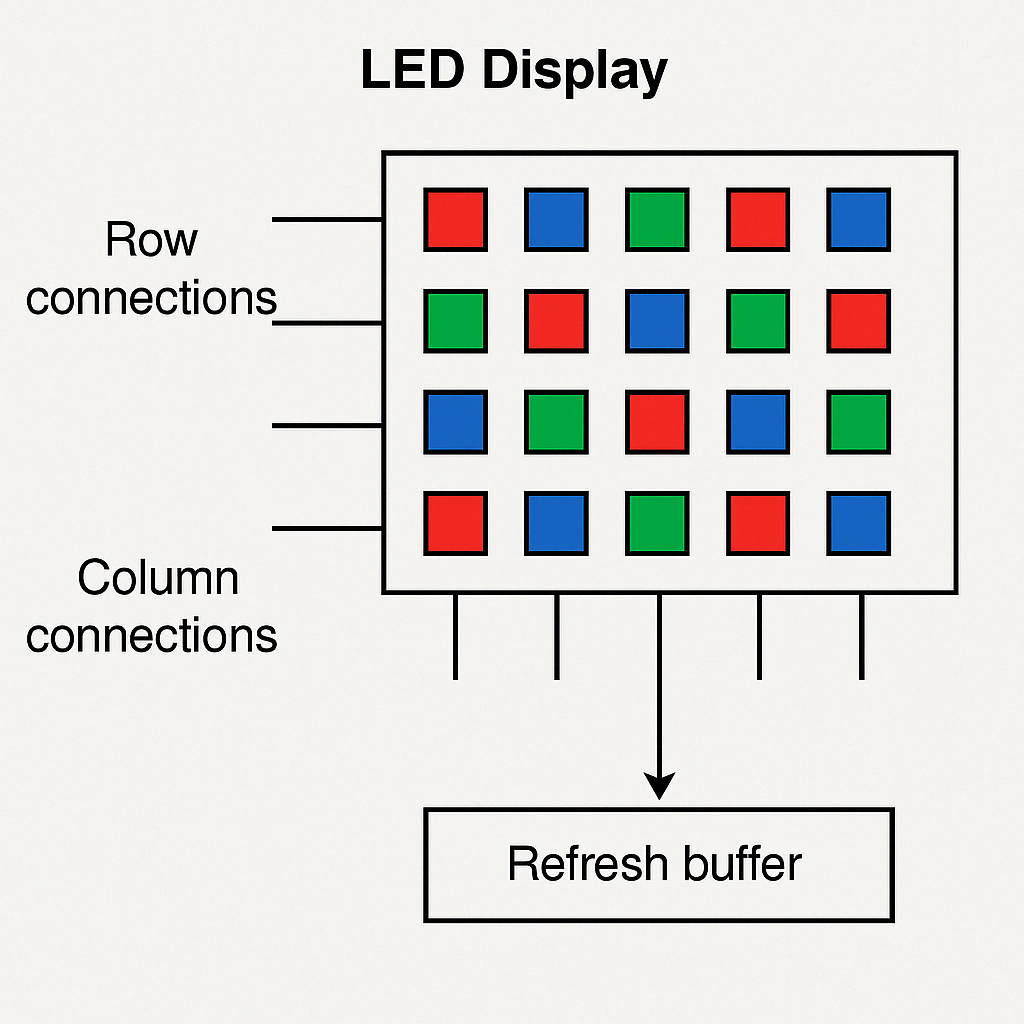 LED Display
Row
connections
Column
connections
Refresh buffer